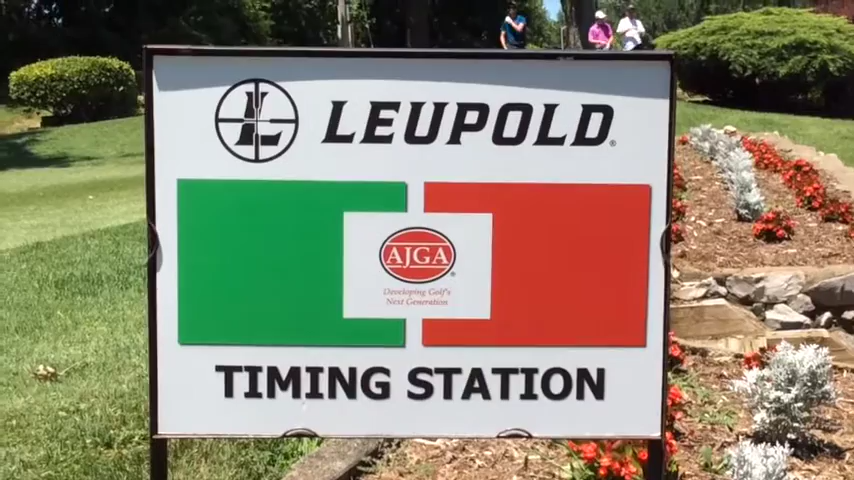 L LEUPOLD®
AJGA®
Developing Golf's
Next Generation
TIMING STATION